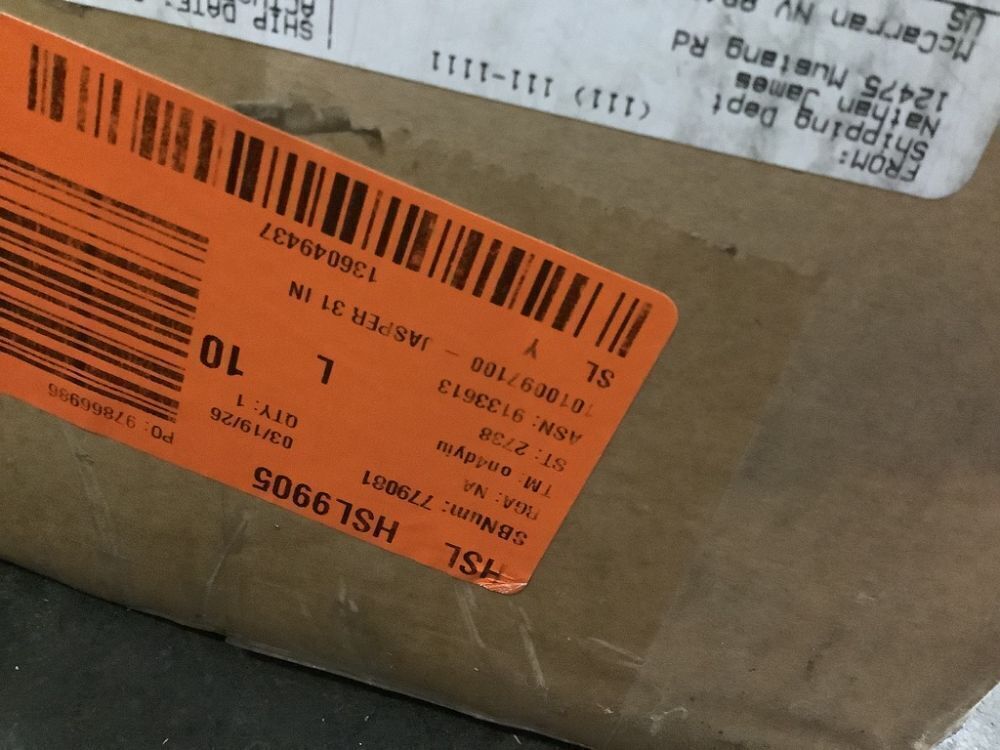 FROM:
Shipping Dept (111) 111-1111
Nathan James
12475 Mustang Rd
McCarran NV
US
SHIP DATE:
HSL HSL9905
SBNum: 779081
RGA: NA
TM: on4dyiu
ST: 2738
03/19/26
PO: 97866986
ASN: 9133613
QTY: 1
1010097100 - JASPER 31 IN
L 10
SL Y
136049437